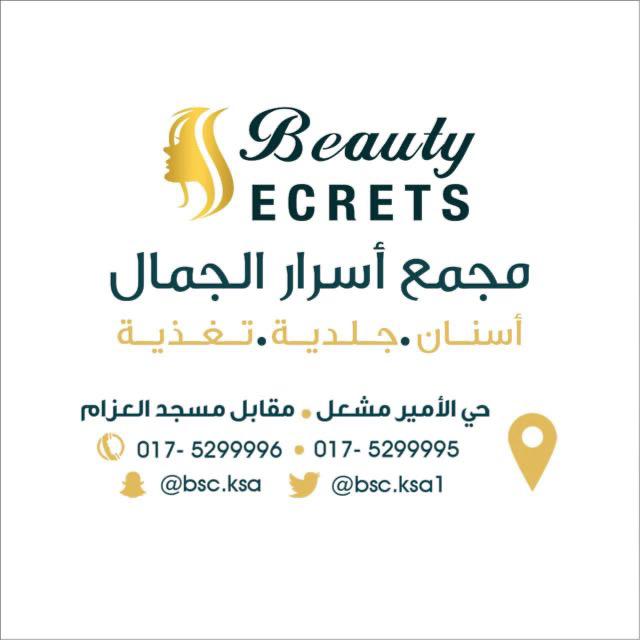 Beauty
ECRETS
مجمع أسرار الجمال
أسنان.جلدية.تغذية
حي الأمير مشعل • مقابل مسجد العزام
017- 5299996 • 017- 5299995
@bsc.ksa @bsc.ksa1